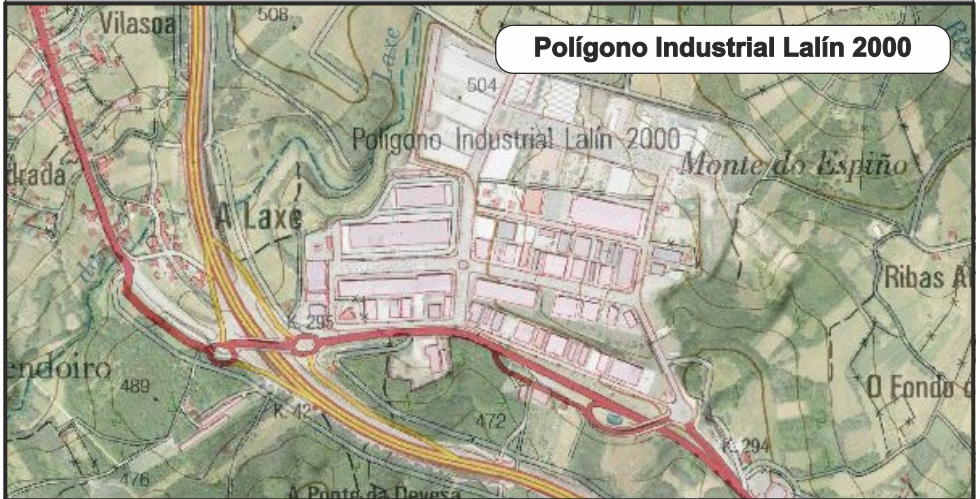 Vilasoa
508
Polígono Industrial Lalín 2000
Laxe
504
Polígono Industrial Lalín 2000
Monte do Espiño
drada
A Laxe
Ribas Al
K. 295
endoiro
489
O Fondo d
K. 42
472
K. 294
476
A Ponte da Devesa